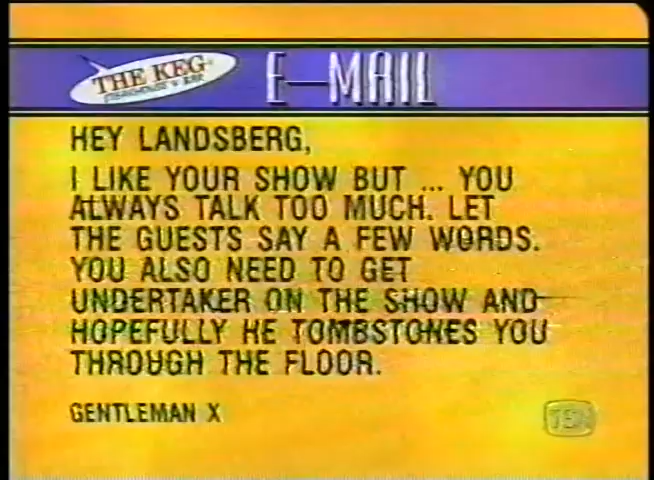 THE KEG
STEAKHOUSE & BAR
E-MAIL
HEY LANDSBERG,
I LIKE YOUR SHOW BUT ... YOU
ALWAYS TALK TOO MUCH. LET
THE GUESTS SAY A FEW WORDS.
YOU ALSO NEED TO GET
UNDERTAKER ON THE SHOW AND
HOPEFULLY HE TOMBSTONES YOU
THROUGH THE FLOOR.
GENTLEMAN X
TSN